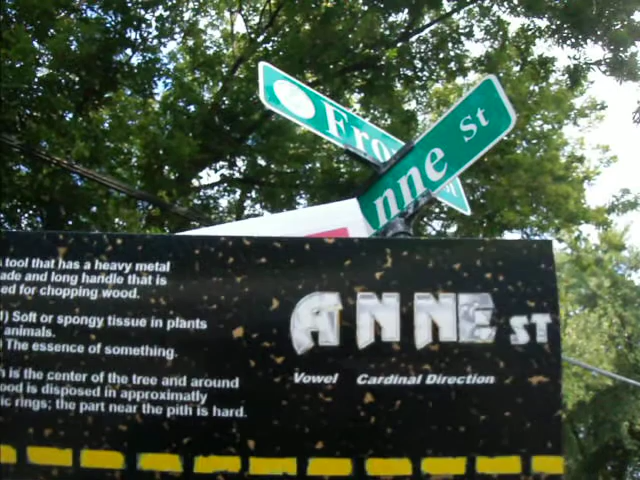 Fro
nne St
tool that has a heavy metal
ade and long handle that is
ed for chopping wood.
) Soft or spongy tissue in plants
animals.
The essence of something.
is the center of the tree and around
ood is disposed in approximatly
ic rings; the part near the pith is hard.
ANNE ST
Vowel Cardinal Direction